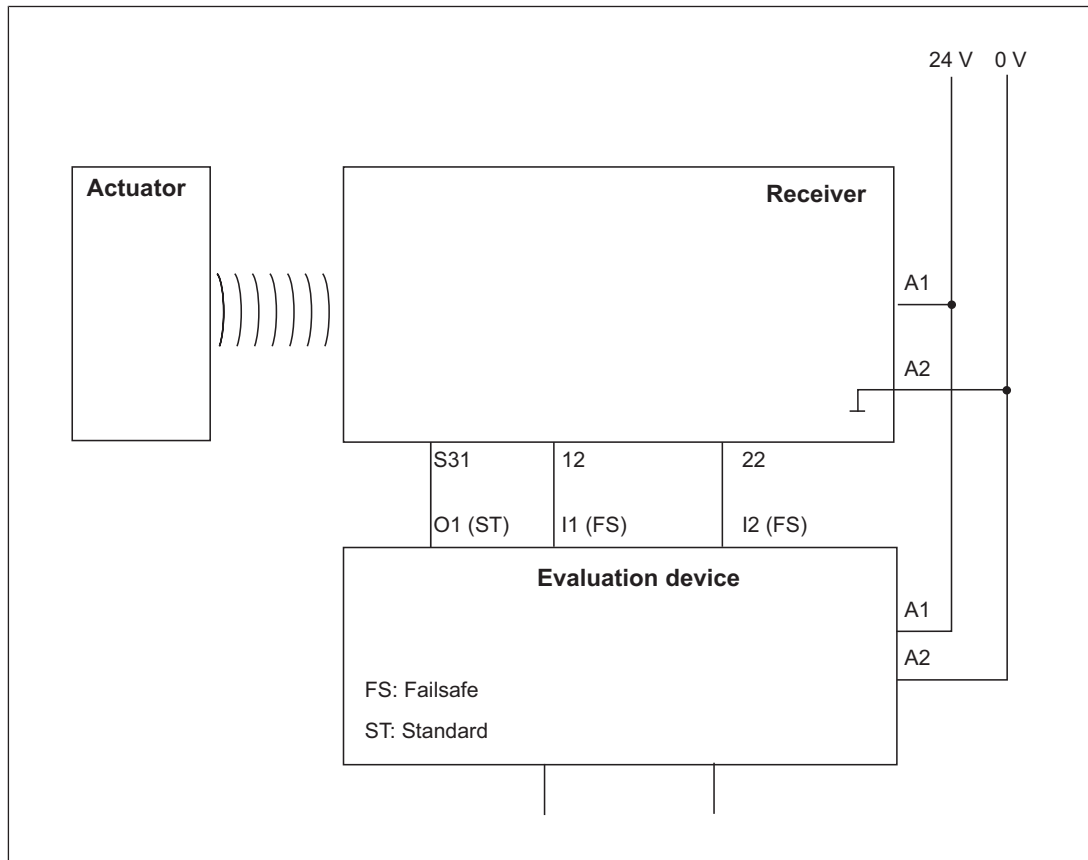 24 V 0 V
Actuator
Receiver
A1
A2
S31 12 22
O1 (ST) I1 (FS) I2 (FS)
Evaluation device
A1
A2
FS: Failsafe
ST: Standard